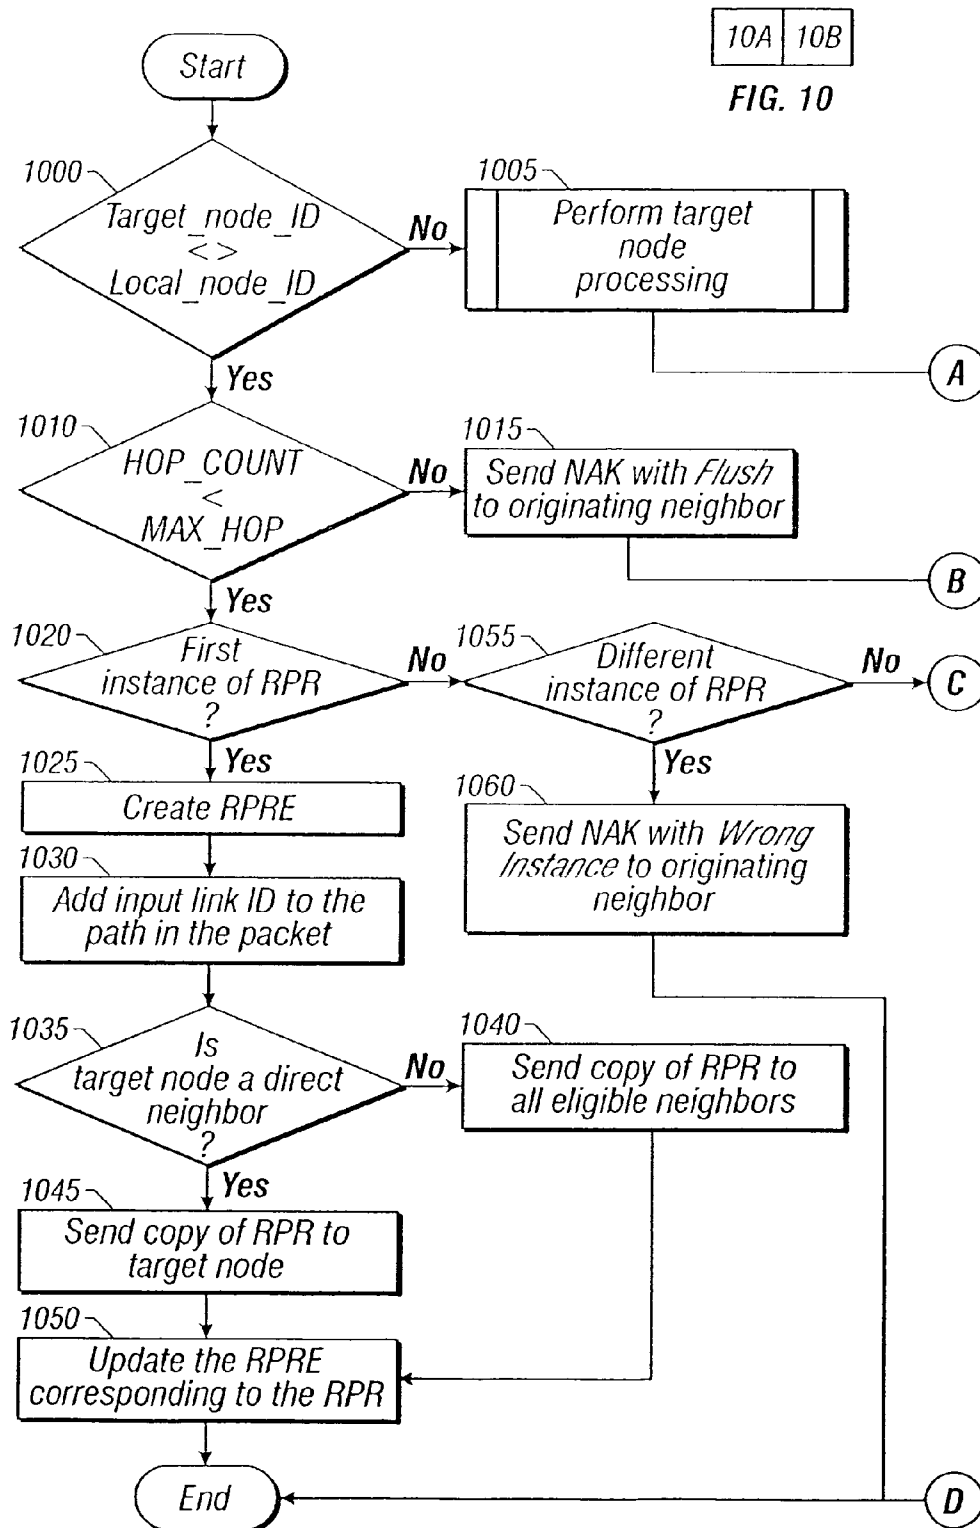 10A 10B
FIG. 10
Start
1000
Target_node_ID
< >
Local_node_ID
No
Yes
1005
Perform target
node
processing
A
1010
HOP_COUNT
<
MAX_HOP
No
Yes
1015
Send NAK with Flush
to originating neighbor
B
1020
First
instance of RPR
?
No
Yes
1055
Different
instance of RPR
?
No
C
Yes
1025
Create RPRE
1060
Send NAK with Wrong
Instance to originating
neighbor
1030
Add input link ID to the
path in the packet
1035
Is
target node a direct
neighbor
?
No
Yes
1040
Send copy of RPR to
all eligible neighbors
1045
Send copy of RPR to
target node
1050
Update the RPRE
corresponding to the RPR
End
D